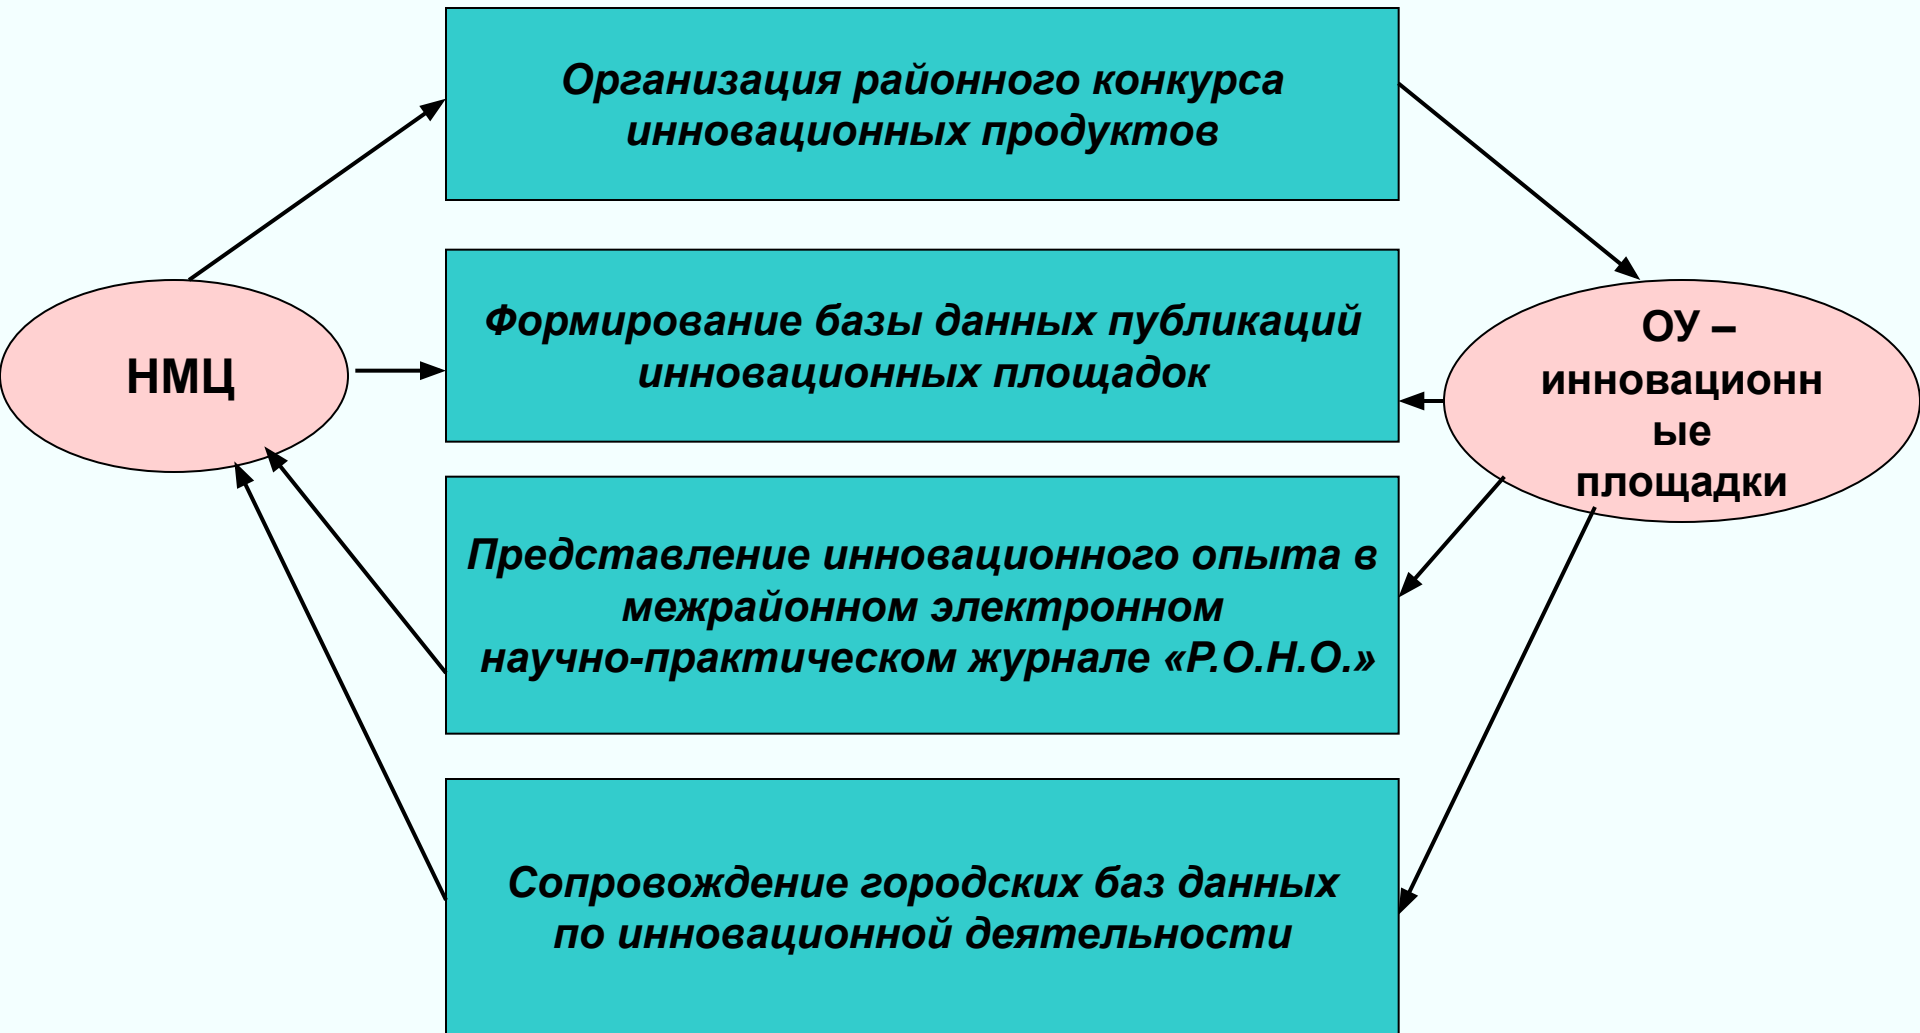 Организация районного конкурса
инновационных продуктов
Формирование базы данных публикаций
инновационных площадок
НМЦ
ОУ –
инновационн
ые
площадки
Представление инновационного опыта в
межрайонном электронном
научно-практическом журнале «Р.О.Н.О.»
Сопровождение городских баз данных
по инновационной деятельности